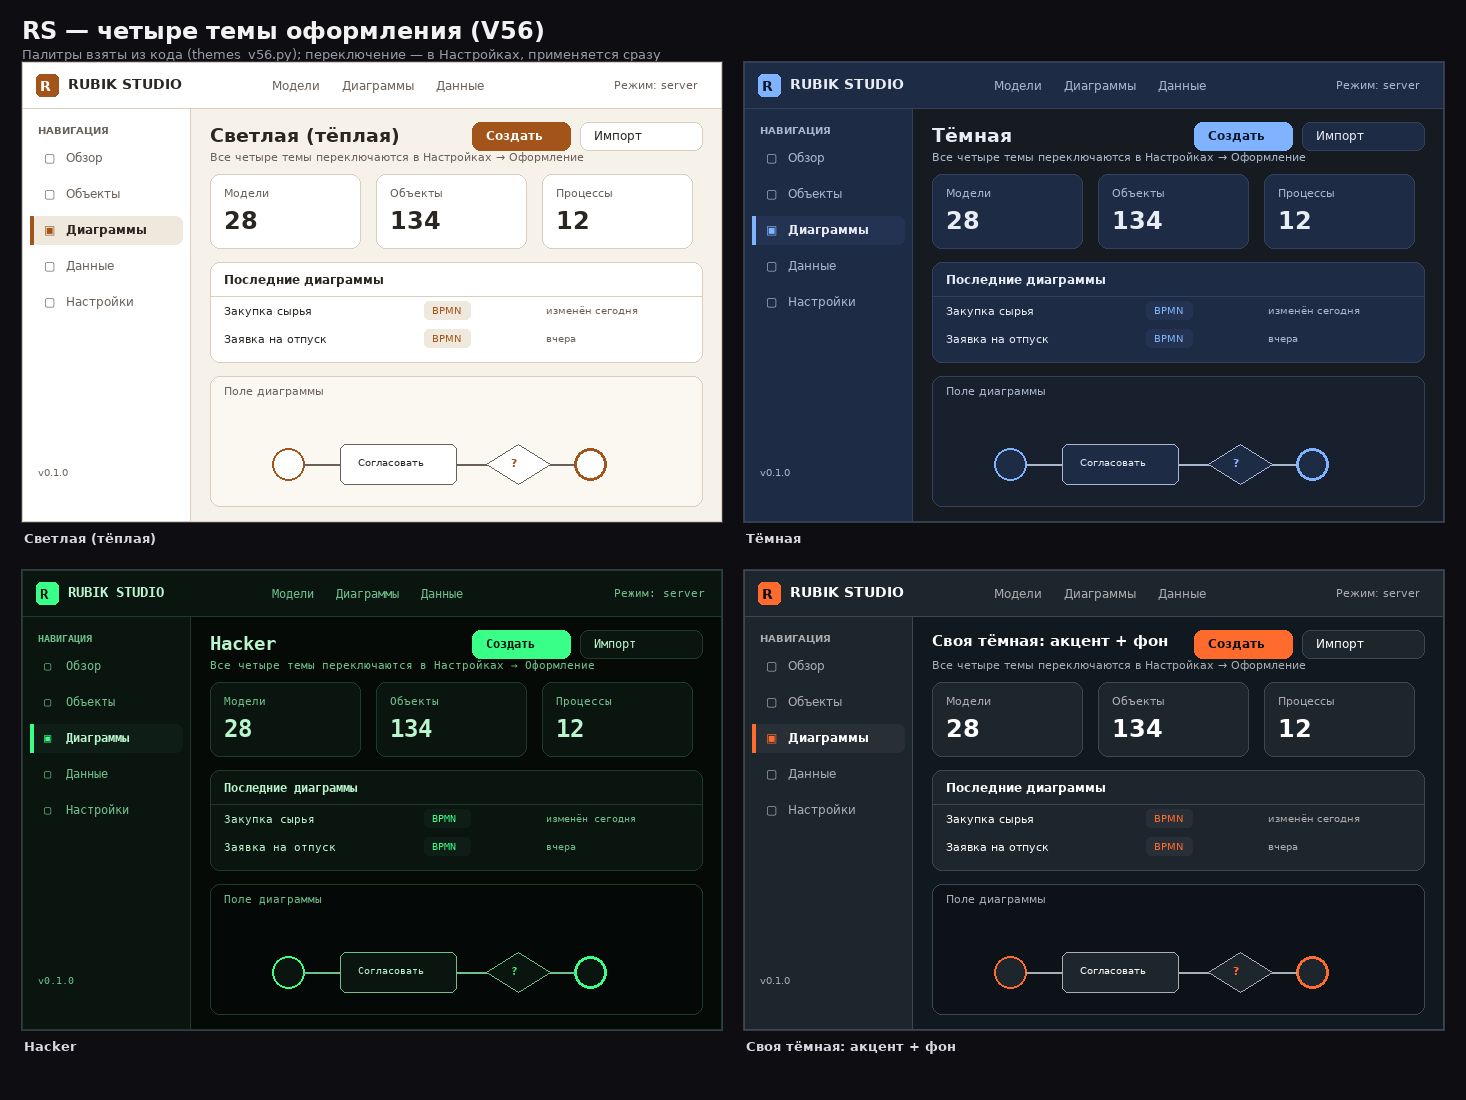 RS — четыре темы оформления (V56)
Палитры взяты из кода (themes_v56.py); переключение — в Настройках, применяется сразу
R RUBIK STUDIO Модели Диаграммы Данные Режим: server
НАВИГАЦИЯ
Обзор
Объекты
Диаграммы
Данные
Настройки
v0.1.0
Светлая (тёплая) Создать Импорт
Все четыре темы переключаются в Настройках → Оформление
Модели Объекты Процессы
28 134 12
Последние диаграммы
Закупка сырья BPMN изменён сегодня
Заявка на отпуск BPMN вчера
Поле диаграммы
Согласовать ?
Светлая (тёплая)
R RUBIK STUDIO Модели Диаграммы Данные Режим: server
НАВИГАЦИЯ
Обзор
Объекты
Диаграммы
Данные
Настройки
v0.1.0
Тёмная Создать Импорт
Все четыре темы переключаются в Настройках → Оформление
Модели Объекты Процессы
28 134 12
Последние диаграммы
Закупка сырья BPMN изменён сегодня
Заявка на отпуск BPMN вчера
Поле диаграммы
Согласовать ?
Тёмная
R RUBIK STUDIO Модели Диаграммы Данные Режим: server
НАВИГАЦИЯ
Обзор
Объекты
Диаграммы
Данные
Настройки
v0.1.0
Hacker Создать Импорт
Все четыре темы переключаются в Настройках → Оформление
Модели Объекты Процессы
28 134 12
Последние диаграммы
Закупка сырья BPMN изменён сегодня
Заявка на отпуск BPMN вчера
Поле диаграммы
Согласовать ?
Hacker
R RUBIK STUDIO Модели Диаграммы Данные Режим: server
НАВИГАЦИЯ
Обзор
Объекты
Диаграммы
Данные
Настройки
v0.1.0
Своя тёмная: акцент + фон Создать Импорт
Все четыре темы переключаются в Настройках → Оформление
Модели Объекты Процессы
28 134 12
Последние диаграммы
Закупка сырья BPMN изменён сегодня
Заявка на отпуск BPMN вчера
Поле диаграммы
Согласовать ?
Своя тёмная: акцент + фон